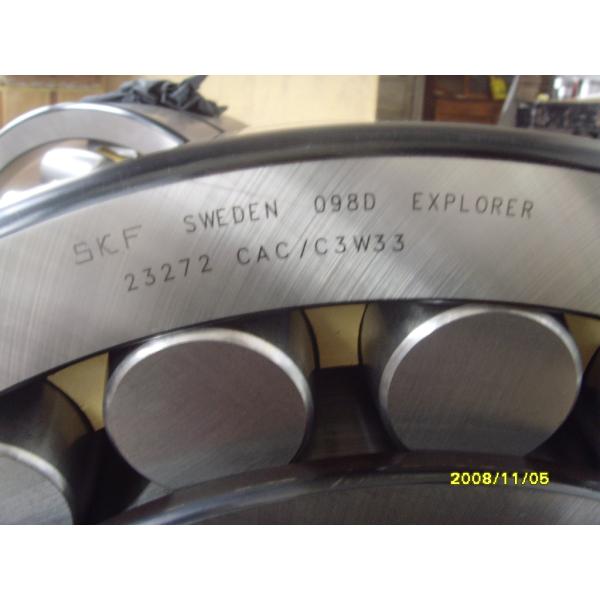 SKF SWEDEN 098D EXPLORER
23272 CAC/C3W33
2008/11/05